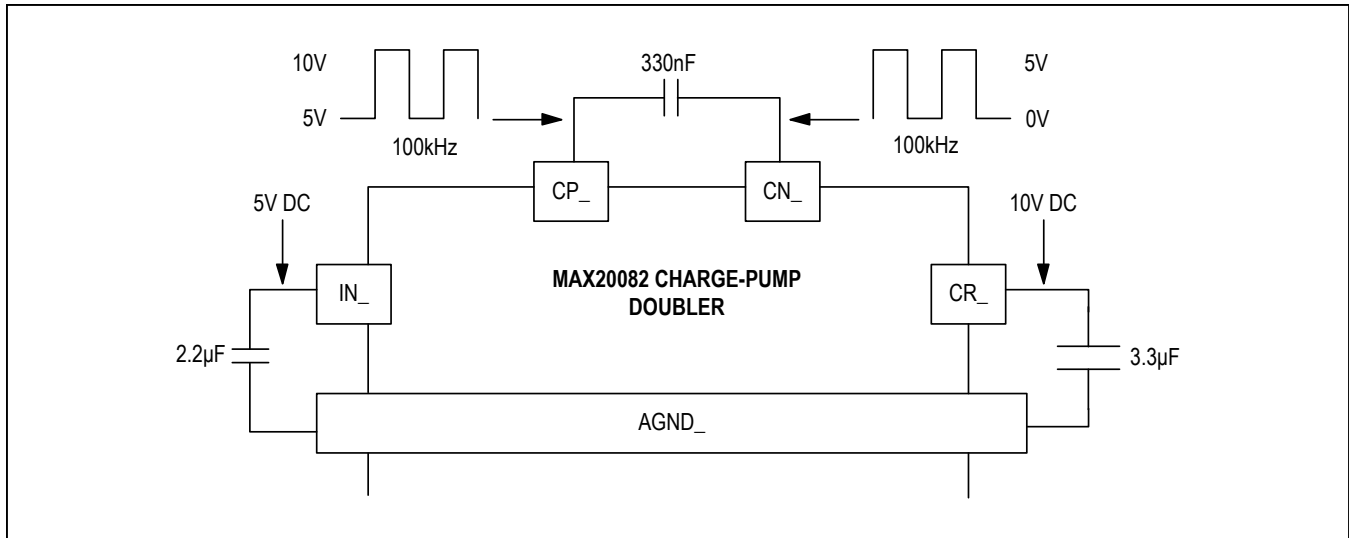 10V
5V
100kHz
330nF
5V
0V
100kHz
CP_
CN_
5V DC
10V DC
IN_
MAX20082 CHARGE-PUMP
DOUBLER
CR_
2.2µF
3.3µF
AGND_